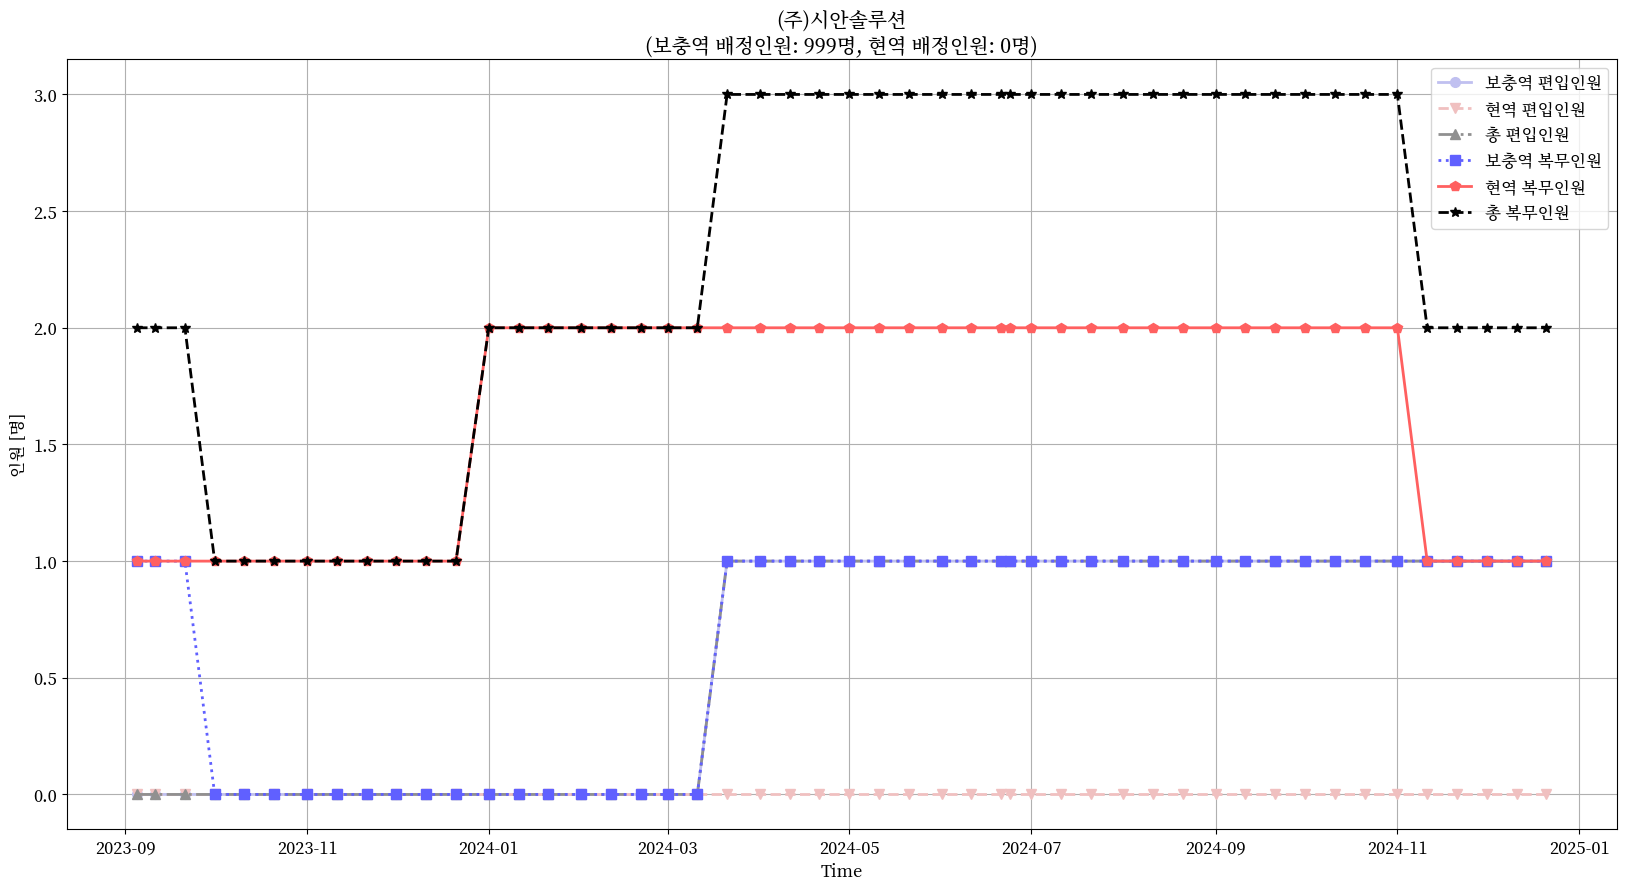 (주)시안솔루션
(보충역 배정인원: 999명, 현역 배정인원: 0명)
보충역 편입인원
현역 편입인원
총 편입인원
보충역 복무인원
현역 복무인원
총 복무인원
인원 [명]
3.0
2.5
2.0
1.5
1.0
0.5
0.0
2023-09 2023-11 2024-01 2024-03 2024-05 2024-07 2024-09 2024-11 2025-01
Time